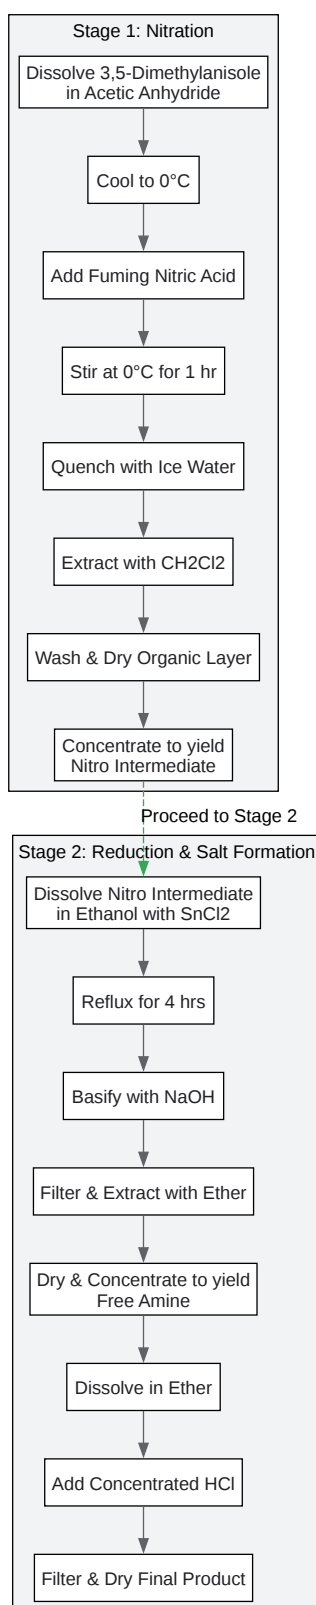 Stage 1: Nitration
Dissolve 3,5-Dimethylanisole
in Acetic Anhydride
Cool to 0°C
Add Fuming Nitric Acid
Stir at 0°C for 1 hr
Quench with Ice Water
Extract with CH2Cl2
Wash & Dry Organic Layer
Concentrate to yield
Nitro Intermediate
Proceed to Stage 2
Stage 2: Reduction & Salt Formation
Dissolve Nitro Intermediate
in Ethanol with SnCl2
Reflux for 4 hrs
Basify with NaOH
Filter & Extract with Ether
Dry & Concentrate to yield
Free Amine
Dissolve in Ether
Add Concentrated HCl
Filter & Dry Final Product